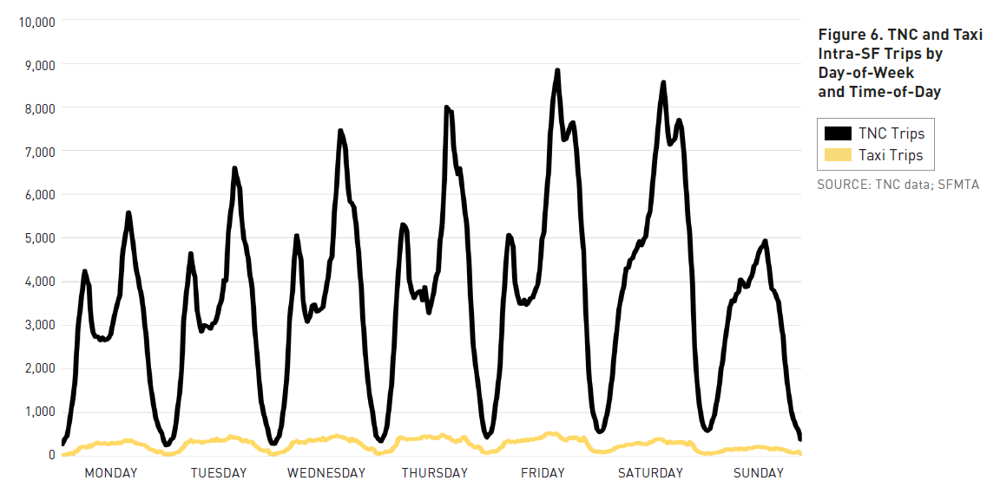 10,000
9,000
8,000
7,000
6,000
5,000
4,000
3,000
2,000
1,000
0
MONDAY
TUESDAY
WEDNESDAY
THURSDAY
FRIDAY
SATURDAY
SUNDAY
Figure 6. TNC and Taxi
Intra-SF Trips by
Day-of-Week
and Time-of-Day
TNC Trips
Taxi Trips
SOURCE: TNC data; SFMTA